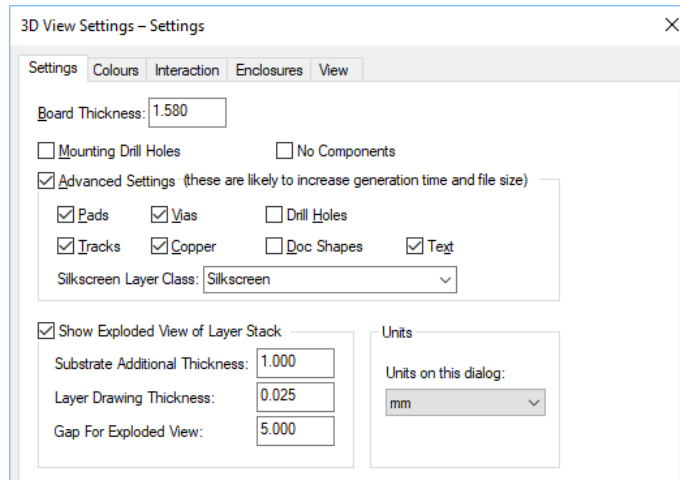 3D View Settings – Settings
Settings Colours Interaction Enclosures View
Board Thickness: 1.580
Mounting Drill Holes No Components
Advanced Settings (these are likely to increase generation time and file size)
Pads Vias Drill Holes
Tracks Copper Doc Shapes Text
Silkscreen Layer Class: Silkscreen
Show Exploded View of Layer Stack Units
Substrate Additional Thickness: 1.000
Units on this dialog:
Layer Drawing Thickness: 0.025
mm
Gap For Exploded View: 5.000